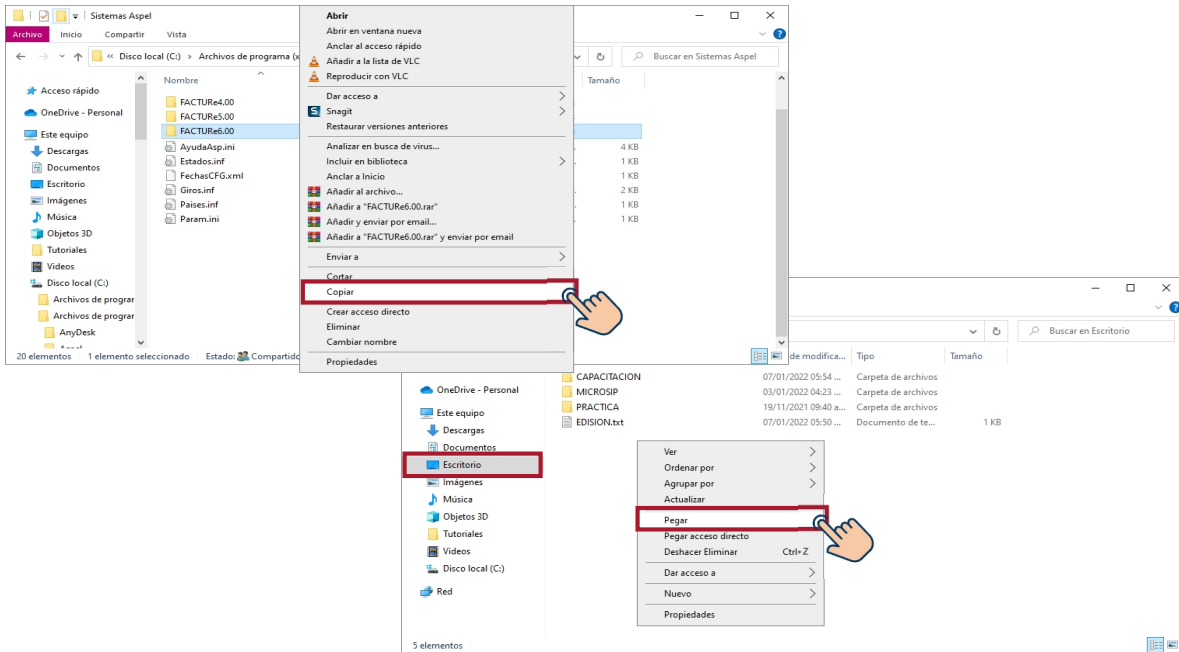 Sistemas Aspel
Archivo Inicio Compartir Vista
« Disco local (C:) > Archivos de programa (x
Buscar en Sistemas Aspel
Nombre
Tamaño
Acceso rápido
OneDrive - Personal
Este equipo
Descargas
Documentos
Escritorio
Imágenes
Música
Objetos 3D
Tutoriales
Videos
Disco local (C:)
Archivos de prograr
Archivos de prograr
AnyDesk
FACTURe4.00
FACTURe5.00
FACTURe6.00
AyudaAsp.ini 4 KB
Estados.inf 1 KB
FechasCFG.xml 1 KB
Giros.inf 2 KB
Paises.inf 1 KB
Param.ini 1 KB
20 elementos 1 elemento seleccionado Estado: Compartido
Abrir
Abrir en ventana nueva
Anclar al acceso rápido
Añadir a la lista de VLC
Reproducir con VLC
Dar acceso a
Snagit
Restaurar versiones anteriores
Analizar en busca de virus...
Incluir en biblioteca
Anclar a Inicio
Añadir al archivo...
Añadir a "FACTURe6.00.rar"
Añadir y enviar por email...
Añadir a "FACTURe6.00.rar" y enviar por email
Enviar a
Cortar
Copiar
Crear acceso directo
Eliminar
Cambiar nombre
Propiedades
Buscar en Escritorio
de modifica... Tipo Tamaño
CAPACITACION 07/01/2022 05:54 ... Carpeta de archivos
MICROSIP 03/01/2022 04:23 ... Carpeta de archivos
PRACTICA 19/11/2021 09:40 a... Carpeta de archivos
EDISION.txt 07/01/2022 05:50 ... Documento de te... 1 KB
OneDrive - Personal
Este equipo
Descargas
Documentos
Escritorio
Imágenes
Música
Objetos 3D
Tutoriales
Videos
Disco local (C:)
Red
5 elementos
Ver
Ordenar por
Agrupar por
Actualizar
Pegar
Pegar acceso directo
Deshacer Eliminar Ctrl+Z
Dar acceso a
Nuevo
Propiedades